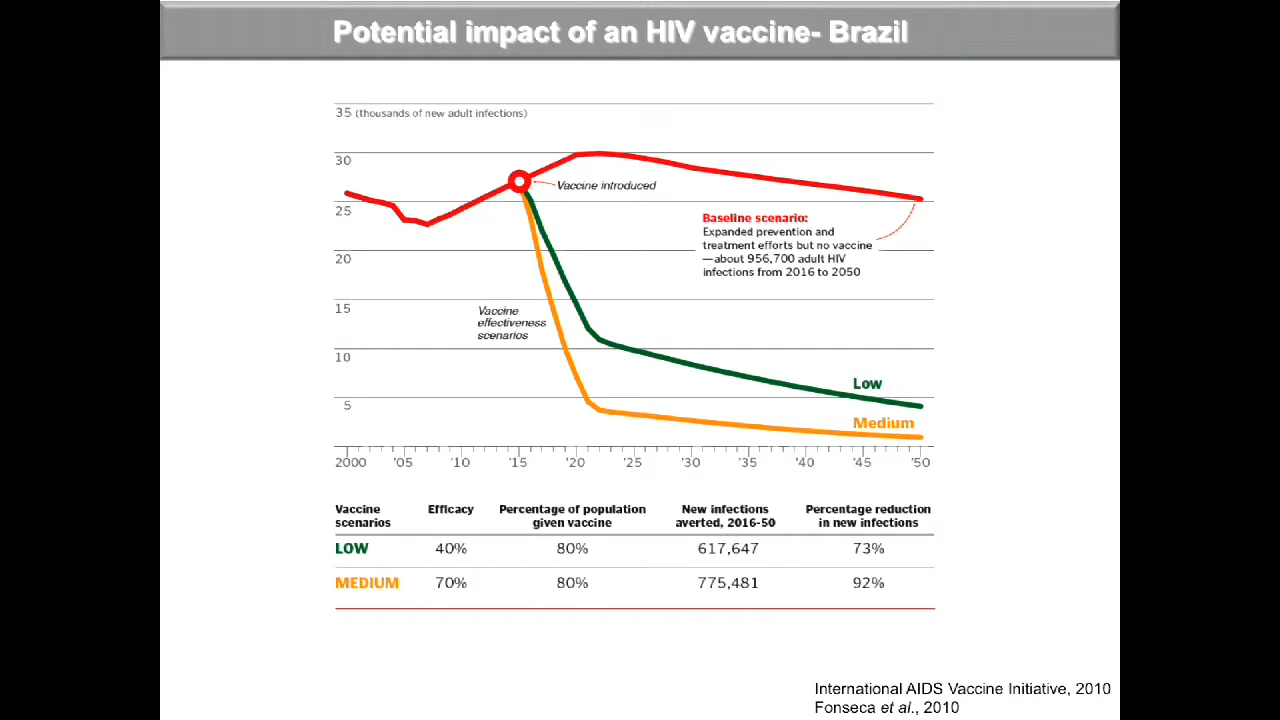 Potential impact of an HIV vaccine- Brazil
35 (thousands of new adult infections)
30
Vaccine introduced
25
Baseline scenario:
Expanded prevention and
treatment efforts but no vaccine
—about 956,700 adult HIV
infections from 2016 to 2050
20
15
Vaccine
effectiveness
scenarios
10
Low
5
Medium
2000 '05 '10 '15 '20 '25 '30 '35 '40 '45 '50
Vaccine scenarios Efficacy Percentage of population given vaccine New infections averted, 2016-50 Percentage reduction in new infections
LOW 40% 80% 617,647 73%
MEDIUM 70% 80% 775,481 92%
International AIDS Vaccine Initiative, 2010
Fonseca et al., 2010